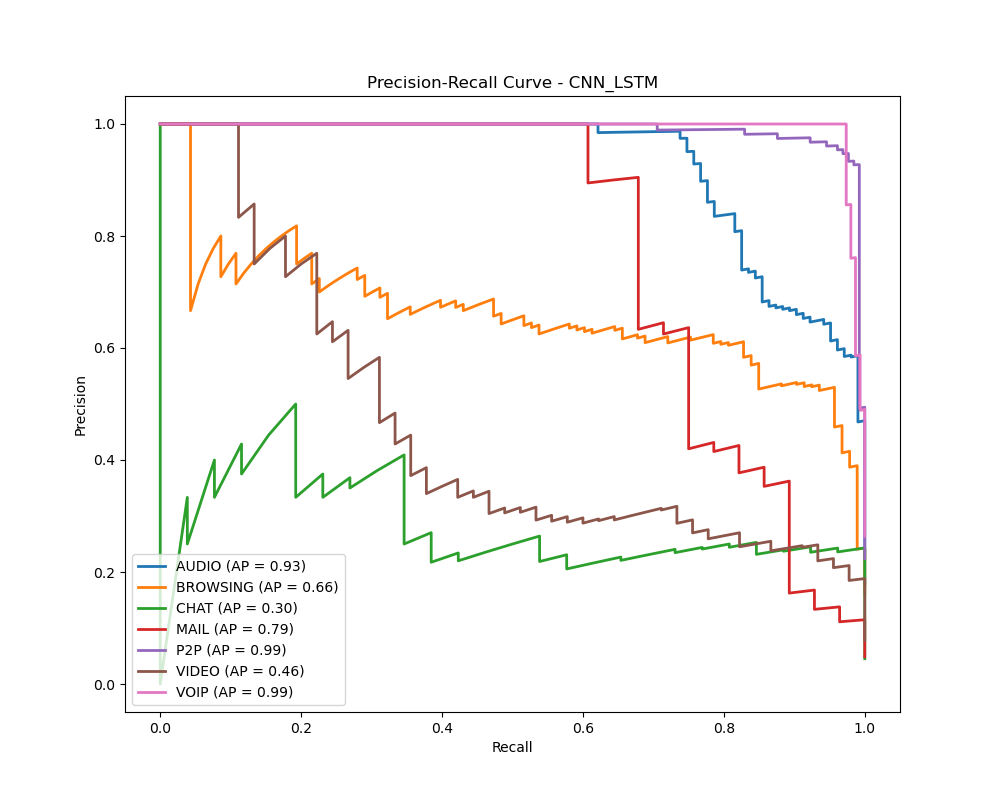 Precision-Recall Curve - CNN_LSTM
Precision
1.0
0.8
0.6
0.4
0.2
0.0
AUDIO (AP = 0.93)
BROWSING (AP = 0.66)
CHAT (AP = 0.30)
MAIL (AP = 0.79)
P2P (AP = 0.99)
VIDEO (AP = 0.46)
VOIP (AP = 0.99)
0.0 0.2 0.4 0.6 0.8 1.0
Recall